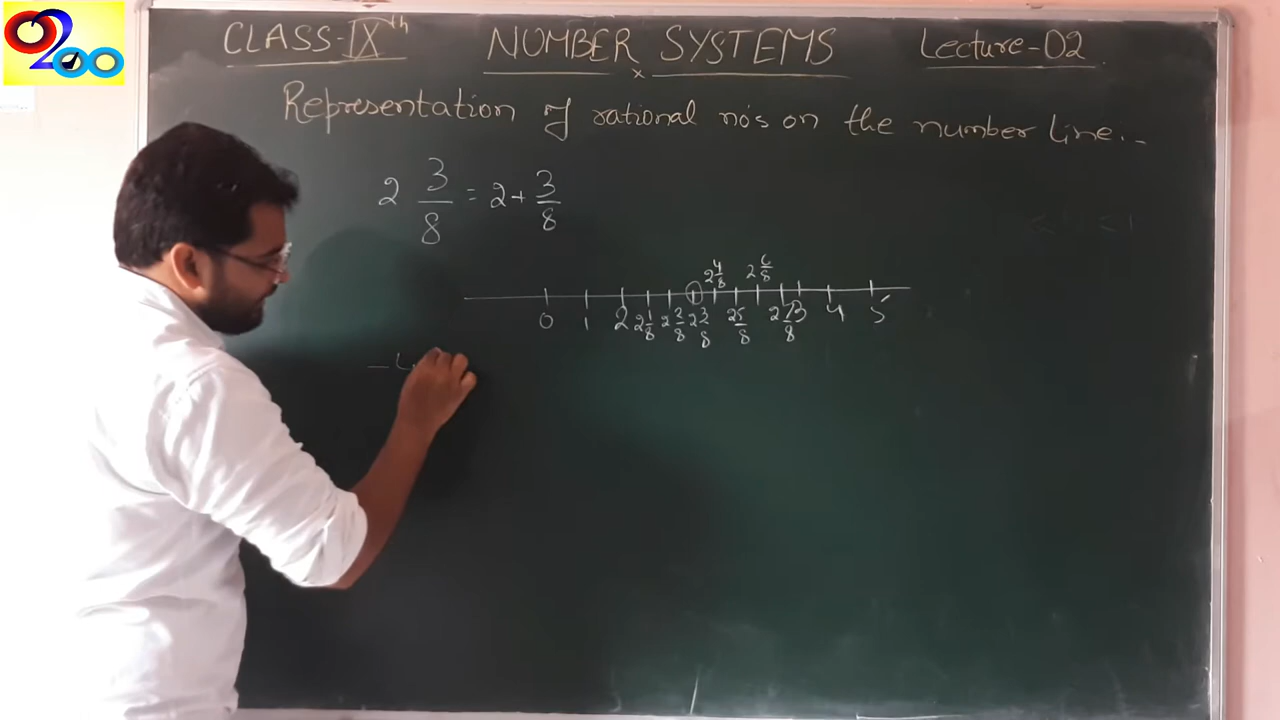 0200
CLASS-IXth NUMBER SYSTEMS Lecture-02
Representation of rational no's on the number line.
2 3/8 = 2 + 3/8
2 4/8 2 6/8
0 1 2 2 1/8 2 2/8 2 3/8 2 5/8 2 7/8 3 4 5